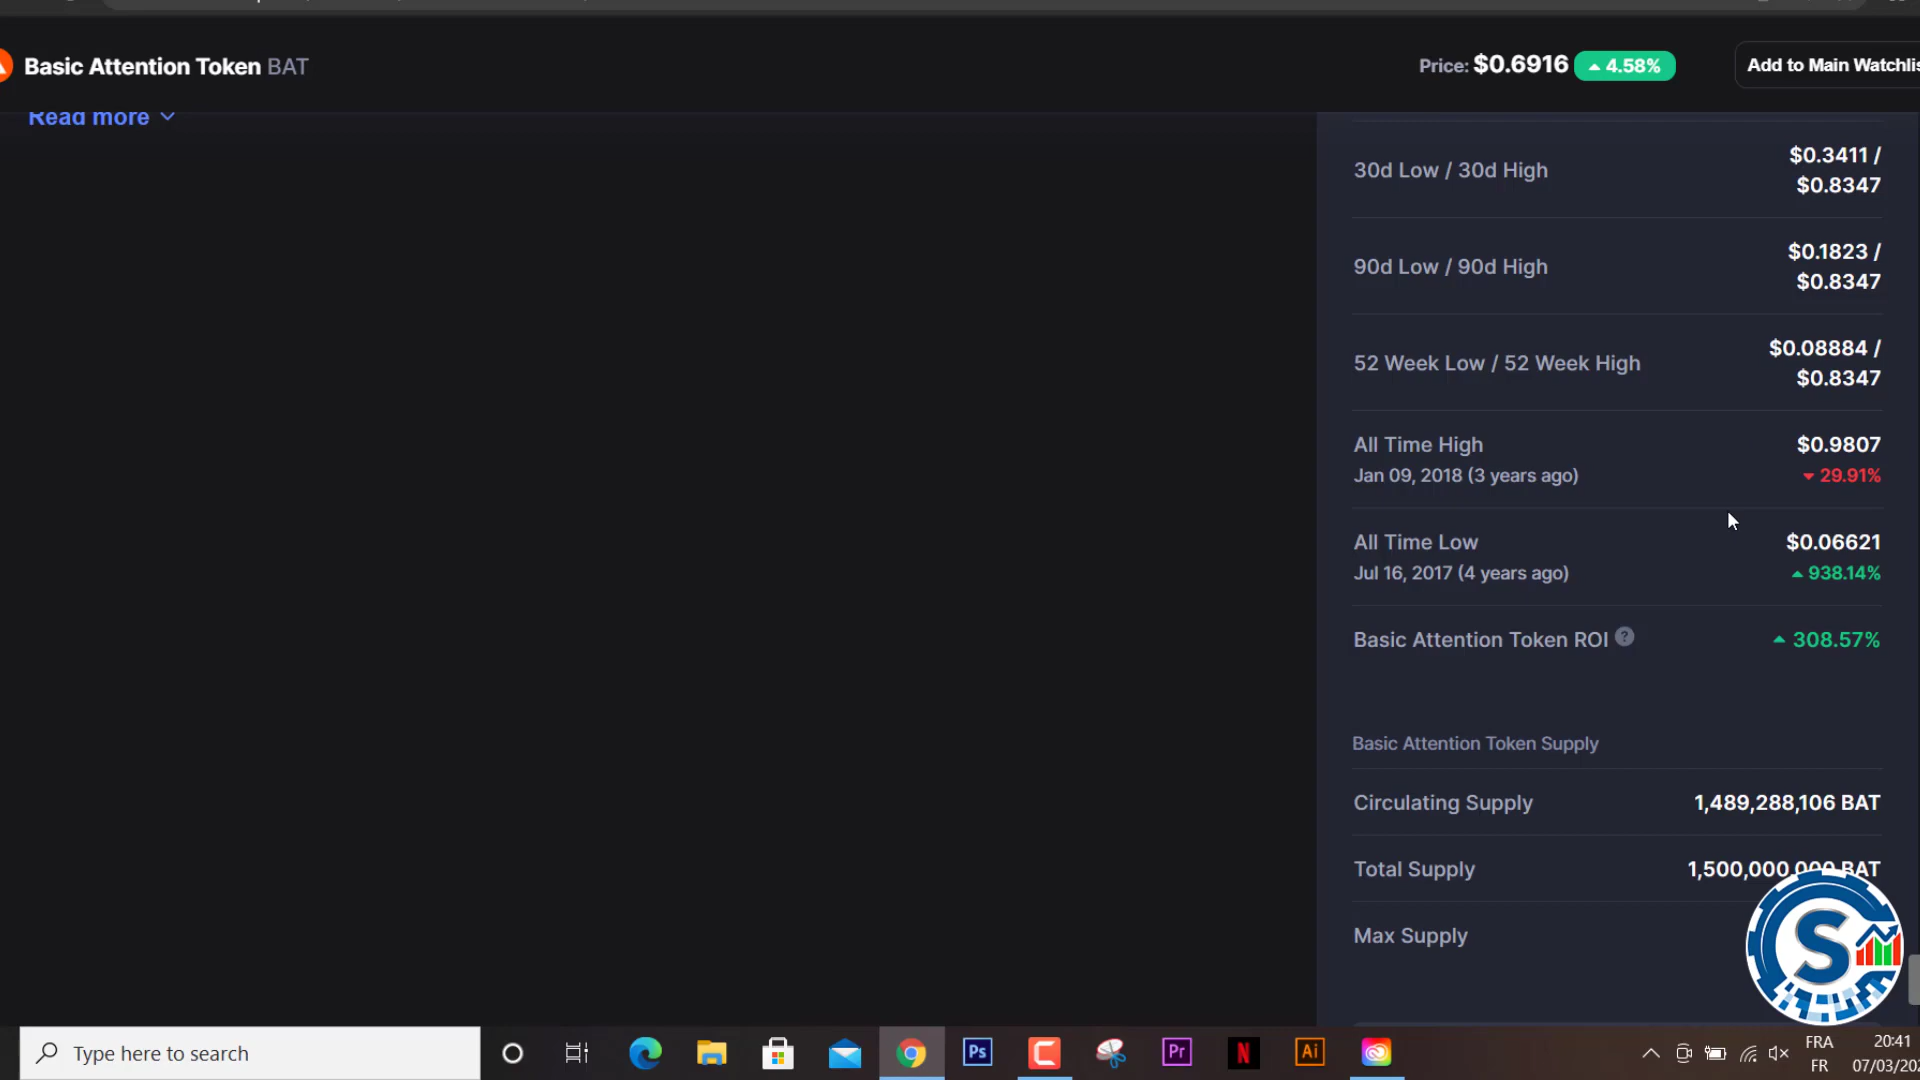 Basic Attention Token BAT
Price: $0.6916 4.58%
Add to Main
Read more
30d Low / 30d High
$0.3411 /
$0.8347
90d Low / 90d High
$0.1823 /
$0.8347
52 Week Low / 52 Week High
$0.08884 /
$0.8347
All Time High
$0.9807
Jan 09, 2018 (3 years ago)
29.91%
All Time Low
$0.06621
Jul 16, 2017 (4 years ago)
938.14%
Basic Attention Token ROI ?
308.57%
Basic Attention Token Supply
Circulating Supply
1,489,288,106 BAT
Total Supply
1,500,000,000 BAT
Max Supply
S
Type here to search
Ps
Pr
N
Ai
FRA
FR
20:41